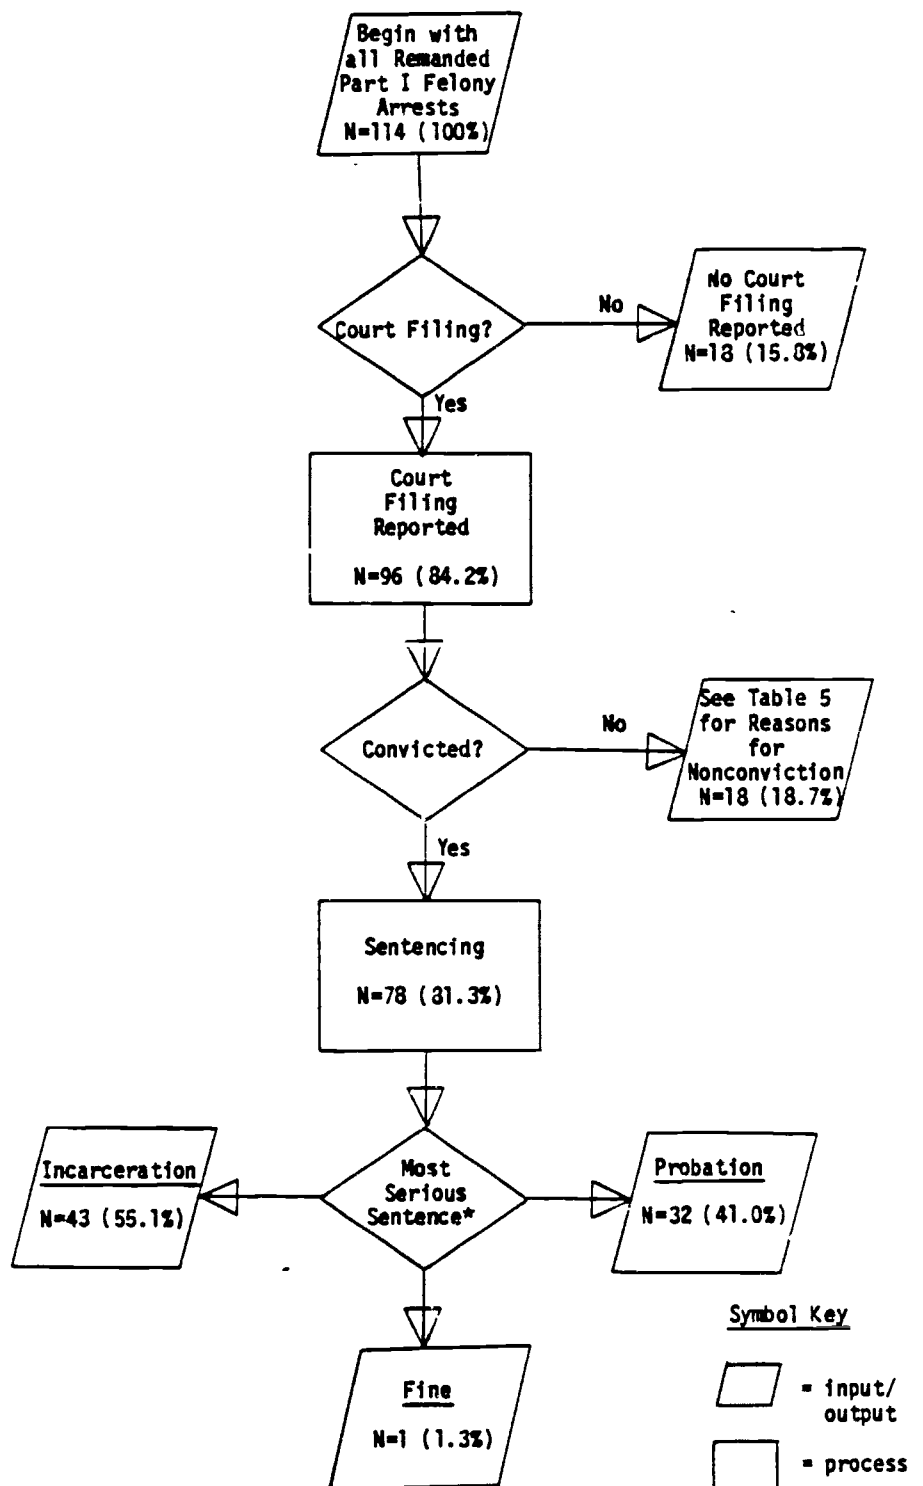 Begin with
all Remanded
Part I Felony
Arrests
N=114 (100%)
Court Filing?
No
No Court
Filing
Reported
N=18 (15.8%)
Yes
Court
Filing
Reported
N=96 (84.2%)
Convicted?
No
See Table 5
for Reasons
for
Nonconviction
N=18 (18.7%)
Yes
Sentencing
N=78 (81.3%)
Most
Serious
Sentence*
Incarceration
N=43 (55.1%)
Probation
N=32 (41.0%)
Fine
N=1 (1.3%)
Symbol Key
= input/
output
= process